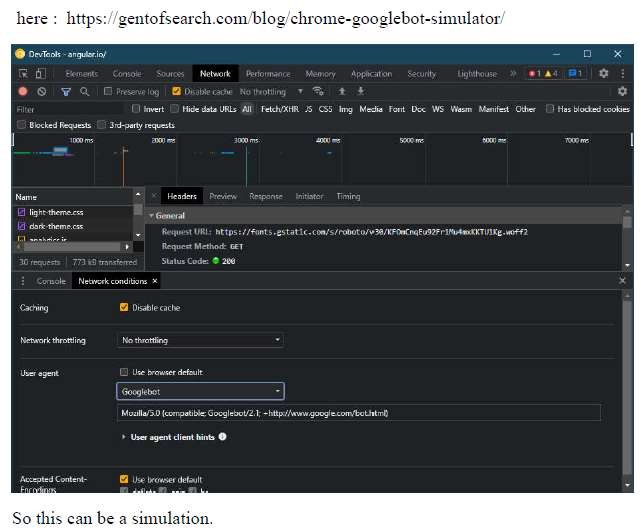 here :  https://gentofsearch.com/blog/chrome-googlebot-simulator/
DevTools - angular.io/
Elements Console Sources Network Performance Memory Application Security Lighthouse » 1 4 1
Preserve log Disable cache No throttling
Filter Invert Hide data URLs All Fetch/XHR JS CSS Img Media Font Doc WS Wasm Manifest Other Has blocked cookies
Blocked Requests 3rd-party requests
1000 ms 2000 ms 3000 ms 4000 ms 5000 ms 6000 ms 7000 ms
Name × Headers Preview Response Initiator Timing
light-theme.css
dark-theme.css
analytics.js
General
Request URL: https://fonts.gstatic.com/s/roboto/v30/KFOmCnqEu92Fr1Mu4mxKKTU1Kg.woff2
Request Method: GET
Status Code: 200
30 requests 773 kB transferred
Console Network conditions ×
Caching Disable cache
Network throttling No throttling
User agent Use browser default
Googlebot
Mozilla/5.0 (compatible; Googlebot/2.1; +http://www.google.com/bot.html)
User agent client hints
Accepted Content-Encodings Use browser default
So this can be a simulation.